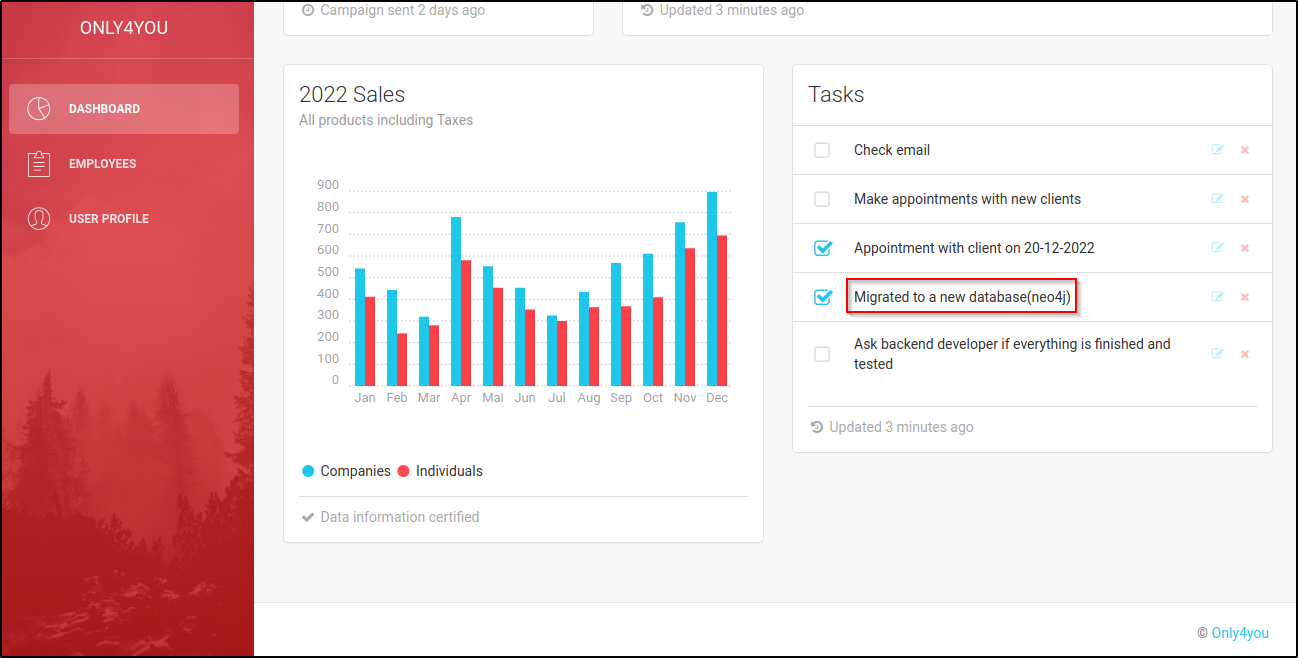 ONLY4YOU
DASHBOARD
EMPLOYEES
USER PROFILE
Campaign sent 2 days ago
Updated 3 minutes ago
2022 Sales
All products including Taxes
900
800
700
600
500
400
300
200
100
0
Jan Feb Mar Apr Mai Jun Jul Aug Sep Oct Nov Dec
Companies Individuals
Data information certified
Tasks
Check email
Make appointments with new clients
Appointment with client on 20-12-2022
Migrated to a new database(neo4j)
Ask backend developer if everything is finished and
tested
Updated 3 minutes ago
© Only4you